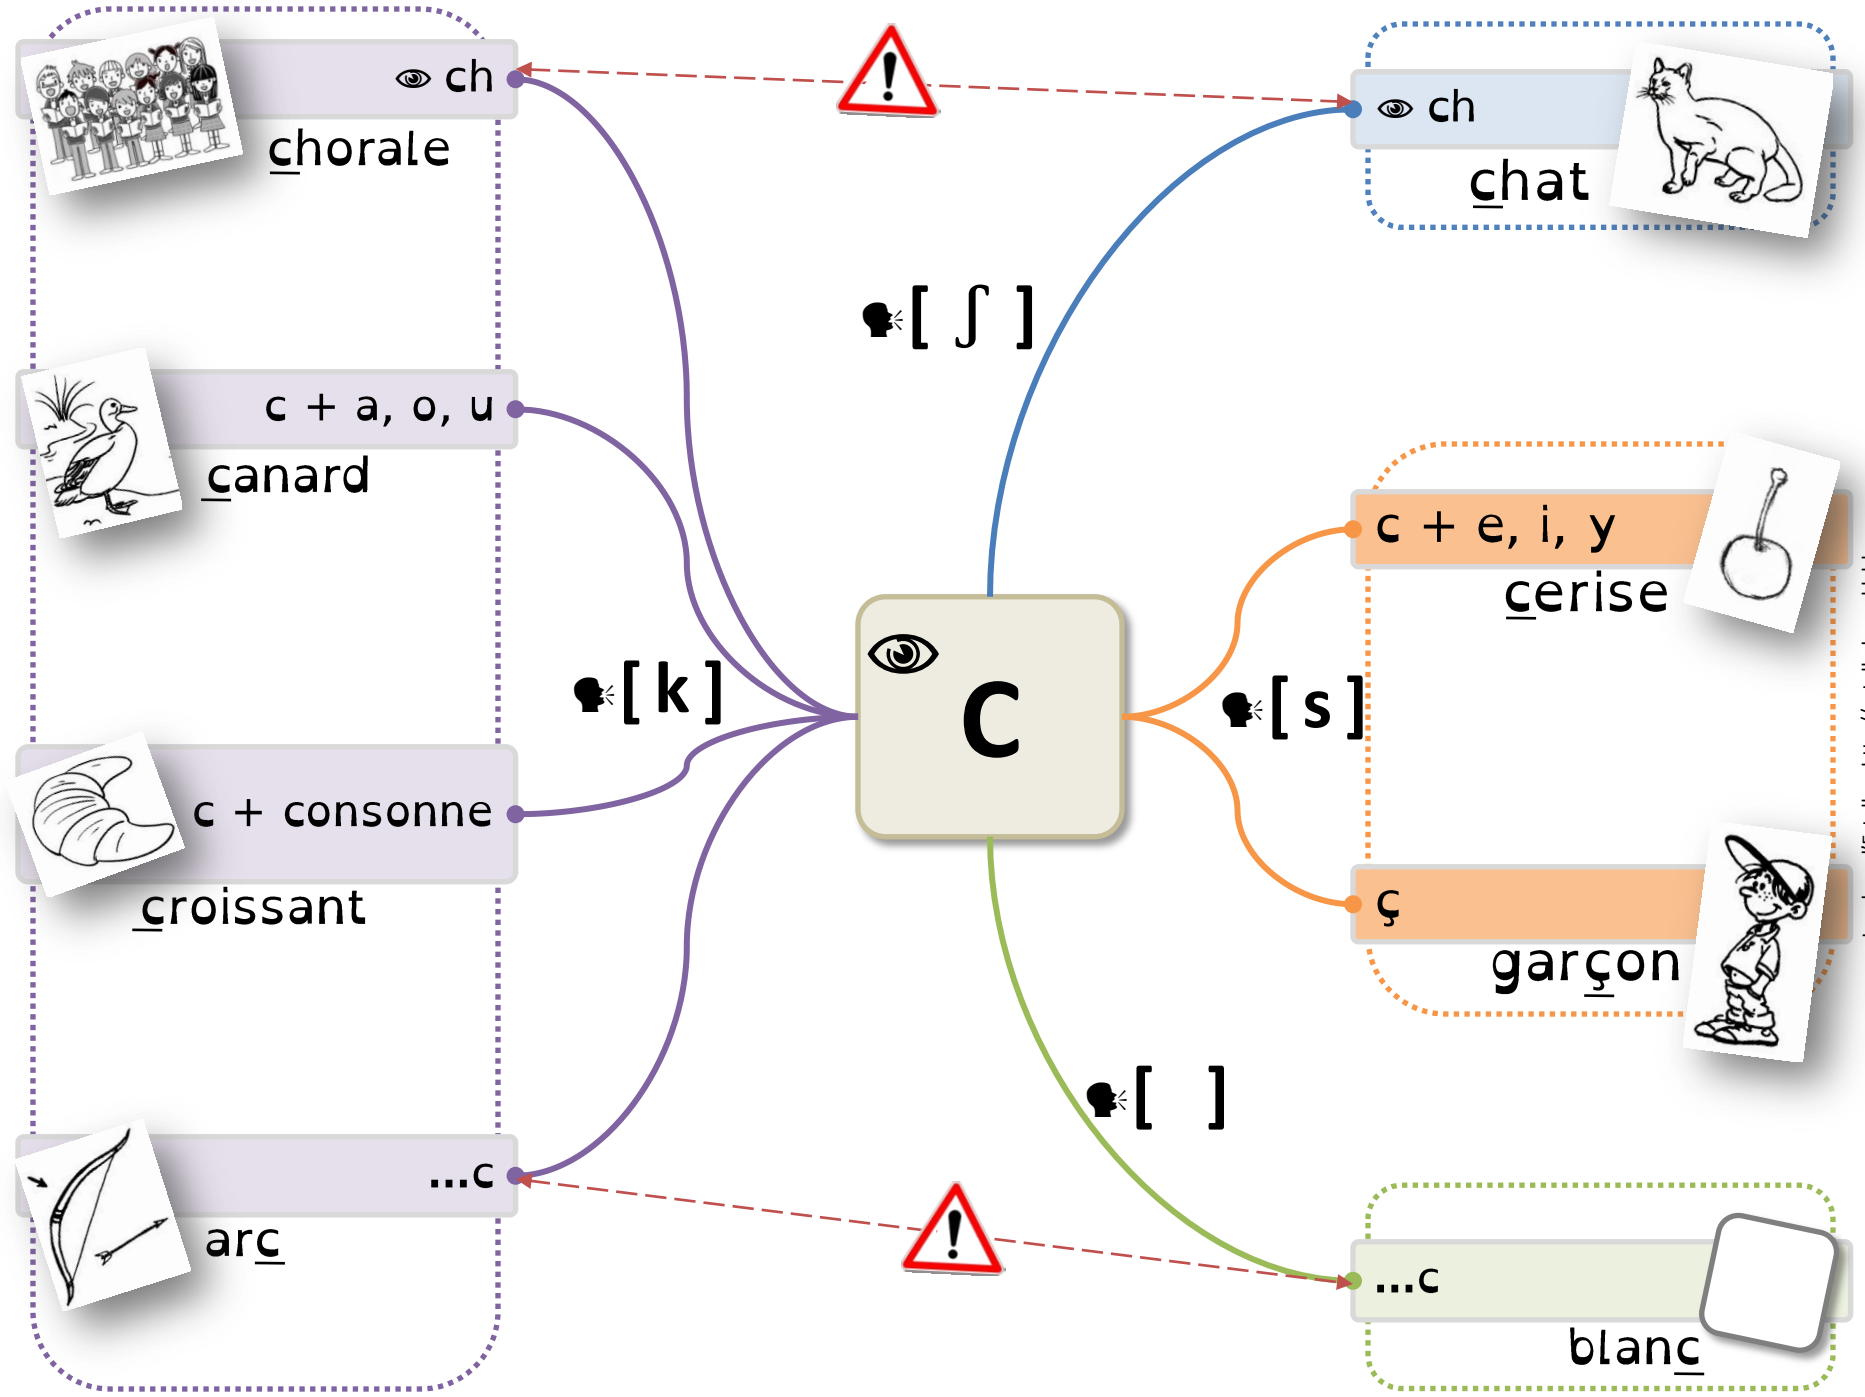 ch
chorale
c + a, o, u
canard
c + consonne
croissant
...c
arc
[ k ]
[ ʃ ]
C
[ s ]
[ ]
ch
chat
c + e, i, y
cerise
ç
garçon
...c
blanc